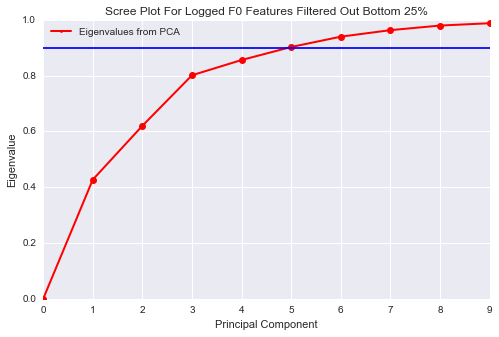 Scree Plot For Logged F0 Features Filtered Out Bottom 25%
Eigenvalues from PCA
Eigenvalue
1.0
0.8
0.6
0.4
0.2
0.0
0 1 2 3 4 5 6 7 8 9
Principal Component